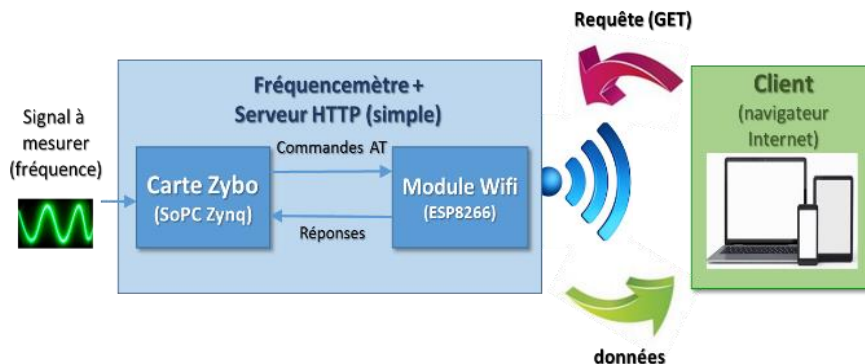 Requête (GET)
Fréquencemètre +
Serveur HTTP (simple)
Client
(navigateur
Internet)
Signal à
mesurer
(fréquence)
Commandes AT
Carte Zybo
(SoPC Zynq)
Module Wifi
(ESP8266)
Réponses
données